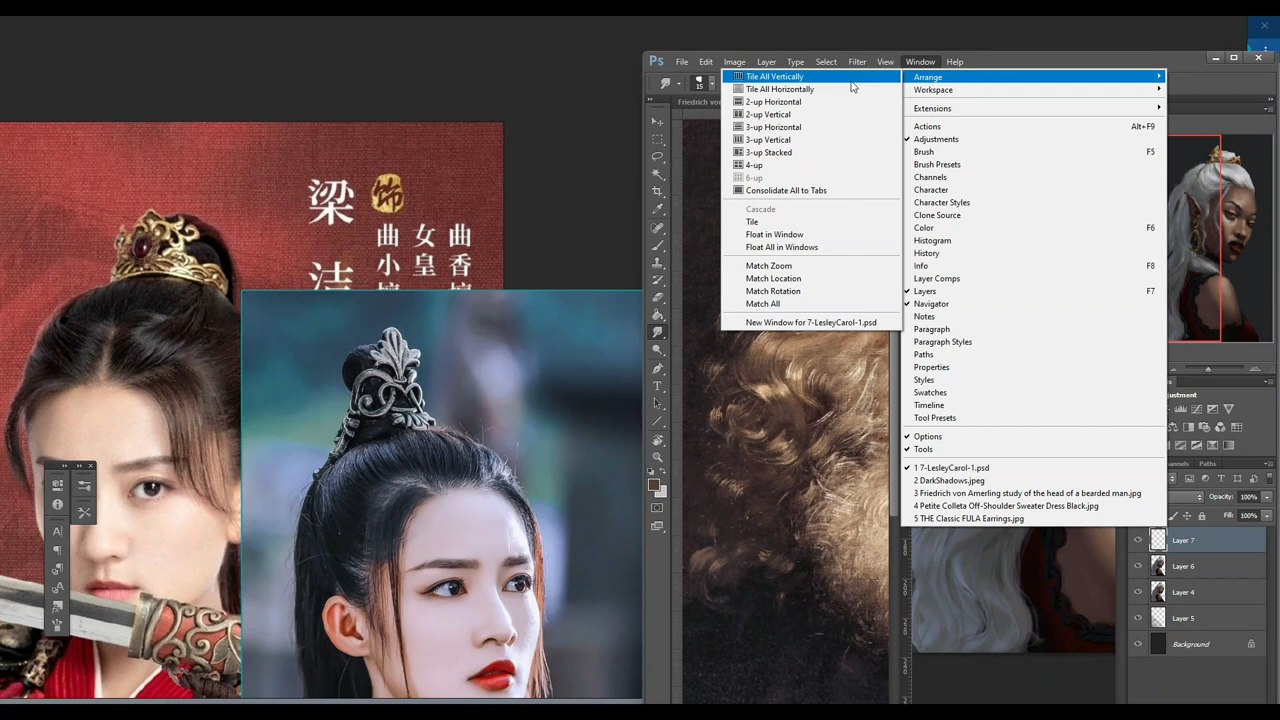 Ps File Edit Image Layer Type Select Filter View Window Help
15
Tile All Vertically
Tile All Horizontally
2-up Horizontal
2-up Vertical
3-up Horizontal
3-up Vertical
3-up Stacked
4-up
6-up
Consolidate All to Tabs
Cascade
Tile
Float in Window
Float All in Windows
Match Zoom
Match Location
Match Rotation
Match All
New Window for 7-LesleyCarol-1.psd
Arrange
Workspace
Extensions
Actions Alt+F9
Adjustments
Brush F5
Brush Presets
Channels
Character
Character Styles
Clone Source
Color F6
Histogram
History
Info F8
Layer Comps
Layers F7
Navigator
Notes
Paragraph
Paragraph Styles
Paths
Properties
Styles
Swatches
Timeline
Tool Presets
Options
Tools
1 7-LesleyCarol-1.psd
2 DarkShadows.jpeg
3 Friedrich von Amerling study of the head of a bearded man.jpg
4 Petite Colleta Off-Shoulder Sweater Dress Black.jpg
5 THE Classic FULA Earrings.jpg
Friedrich von
梁洁
饰
曲小
女皇
曲香
Paths
Opacity: 100%
Fill: 100%
Layer 7
Layer 6
Layer 4
Layer 5
Background